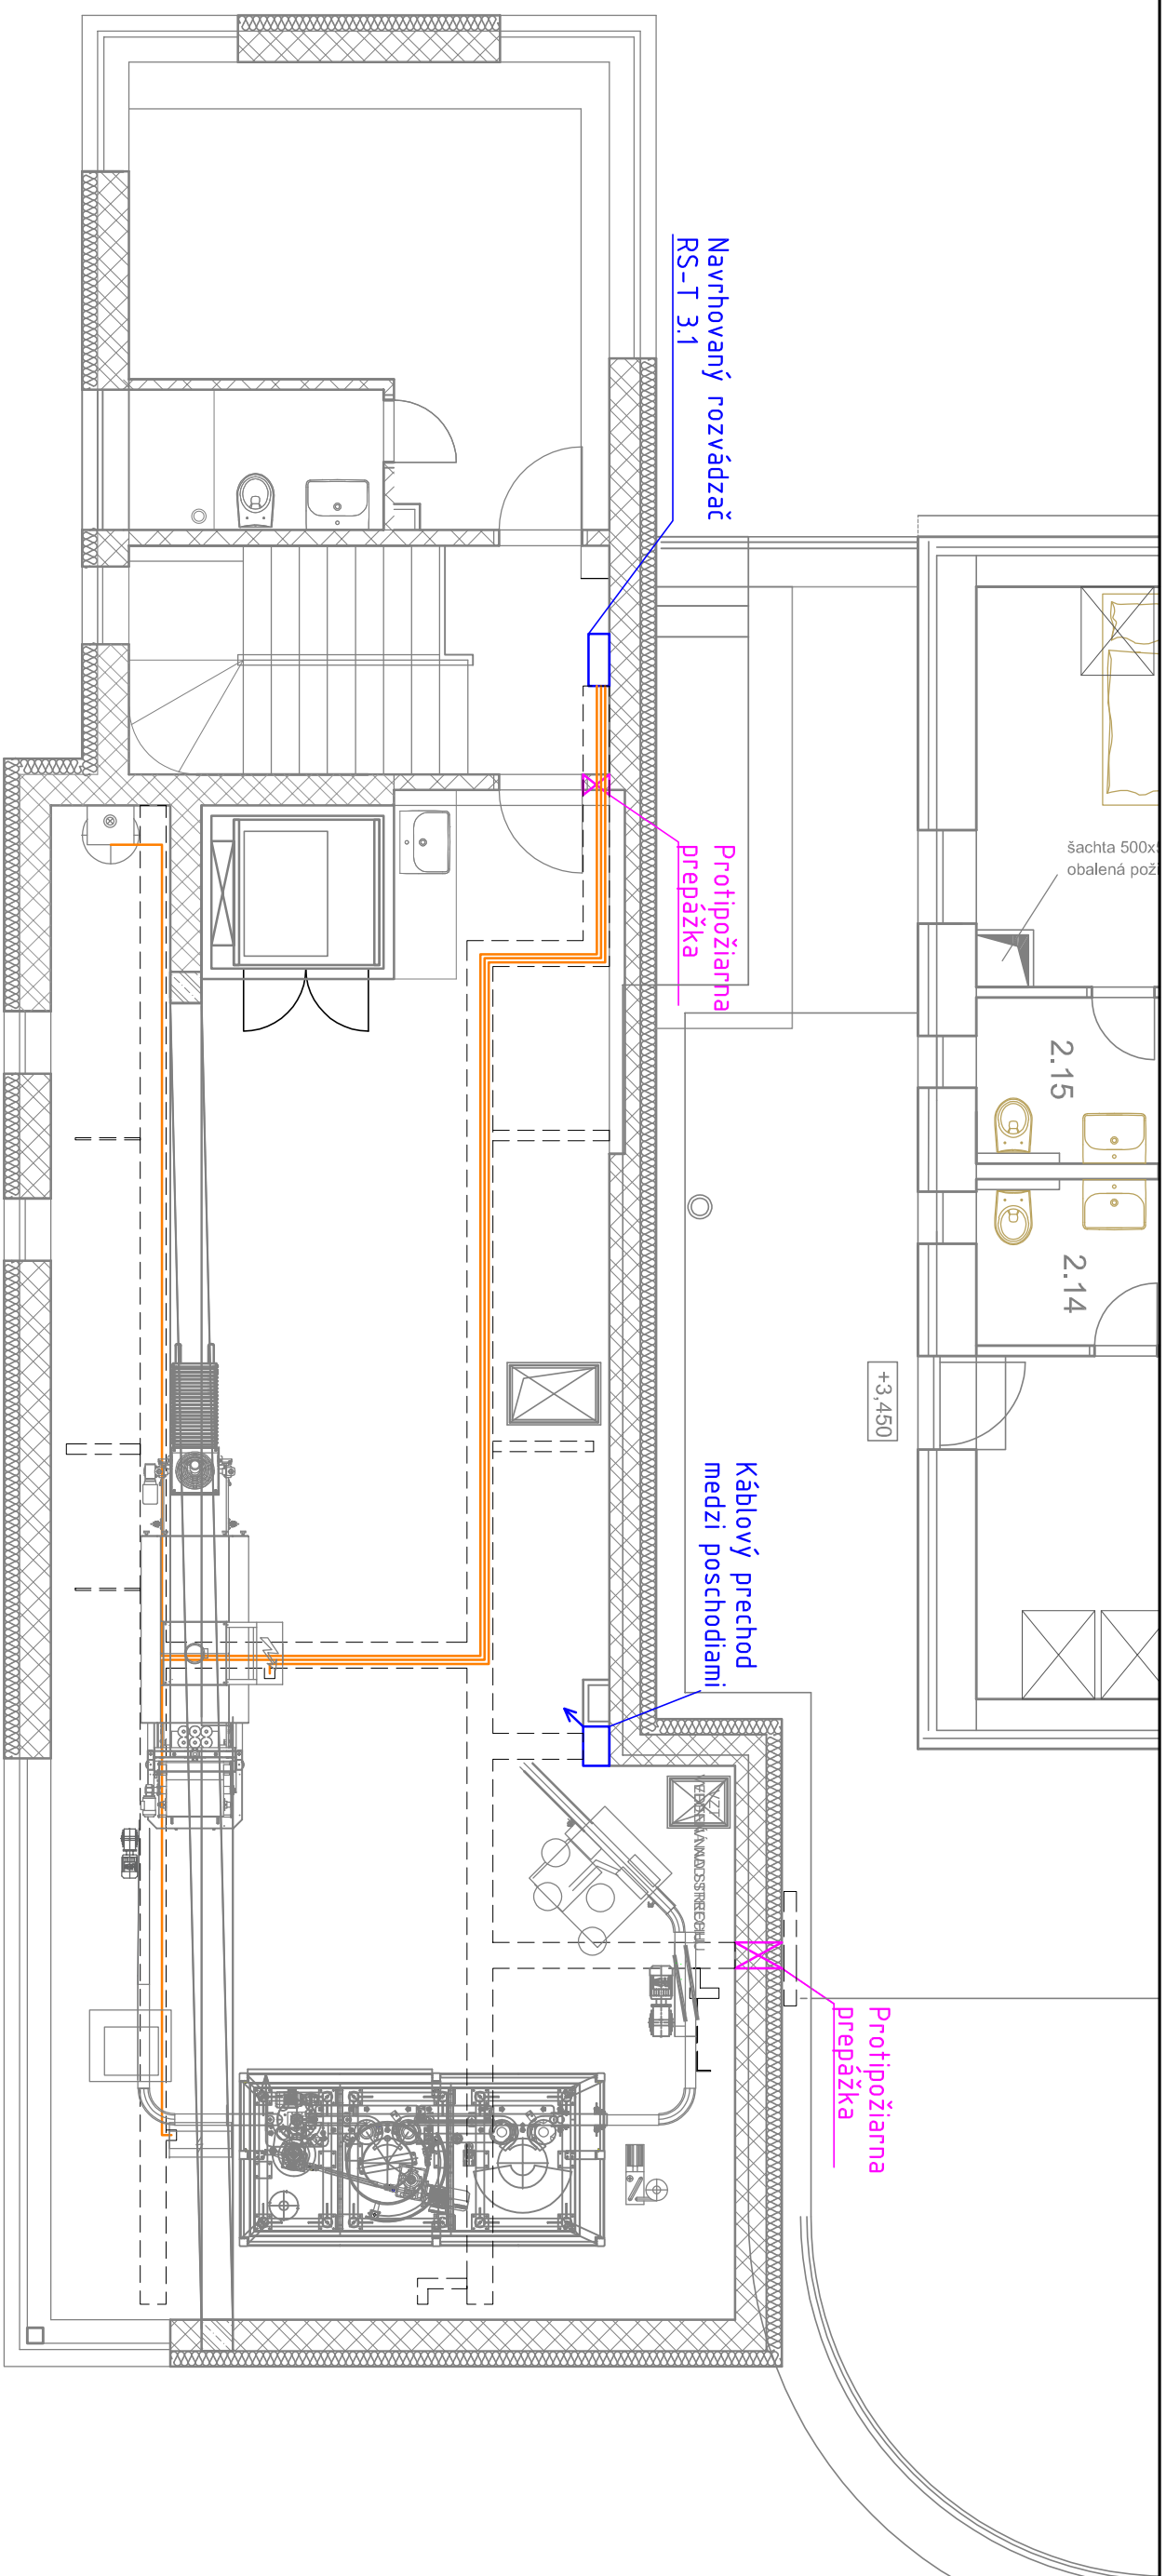 Navrhovaný rozvádzač
RS-T 3.1
Protipožiarna
prepážka
šachta 500x
obalená poži
2.15
2.14
+3,450
Káblový prechod
medzi poschodiami
Protipožiarna
prepážka